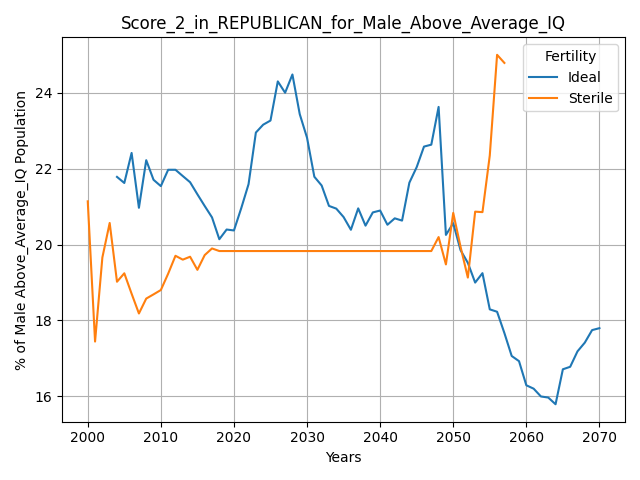 Score_2_in_REPUBLICAN_for_Male_Above_Average_IQ
% of Male Above_Average_IQ Population
24
22
20
18
16
Fertility
Ideal
Sterile
2000 2010 2020 2030 2040 2050 2060 2070
Years